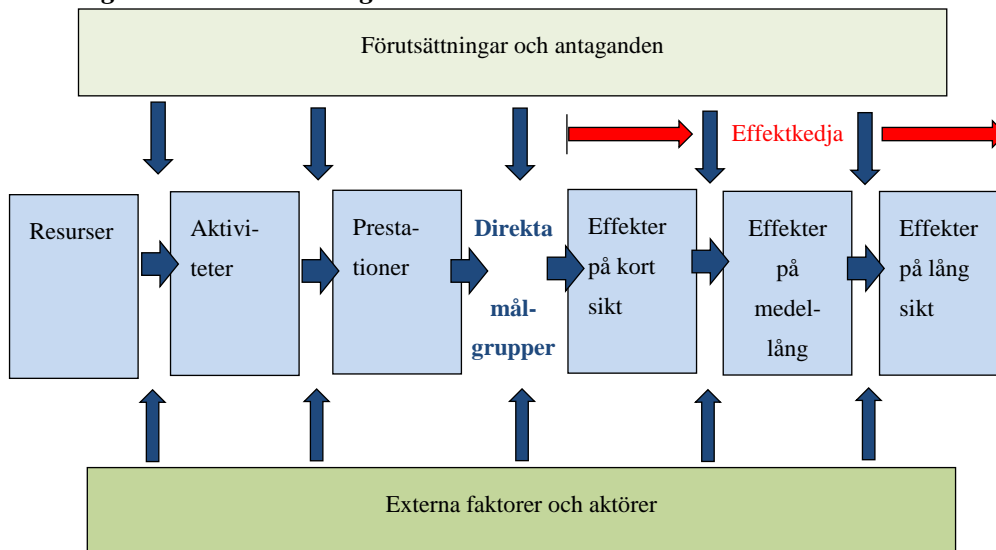 Förutsättningar och antaganden
Effektkedja
Resurser
Aktivi-
teter
Presta-
tioner
Direkta
mål-
grupper
Effekter
på kort
sikt
Effekter
på
medel-
lång
Effekter
på lång
sikt
Externa faktorer och aktörer